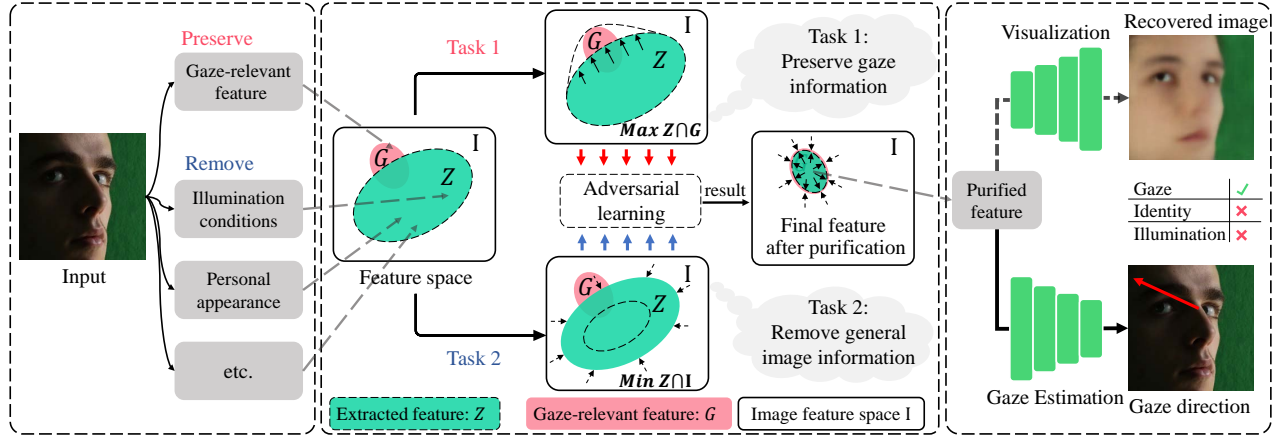 Preserve
Gaze-relevant
feature
Remove
Illumination
conditions
Personal
appearance
etc.
Input
Task 1
G
Z
I
Feature space
Task 2
G
Z
I
Max Z∩G
Adversarial
learning
result
G
Z
I
Min Z∩I
Task 1:
Preserve gaze
information
I
Final feature
after purification
Task 2:
Remove general
image information
Extracted feature: Z
Gaze-relevant feature: G
Image feature space I
Visualization
Recovered image
Purified
feature
Gaze ✓
Identity ×
Illumination ×
Gaze Estimation
Gaze direction